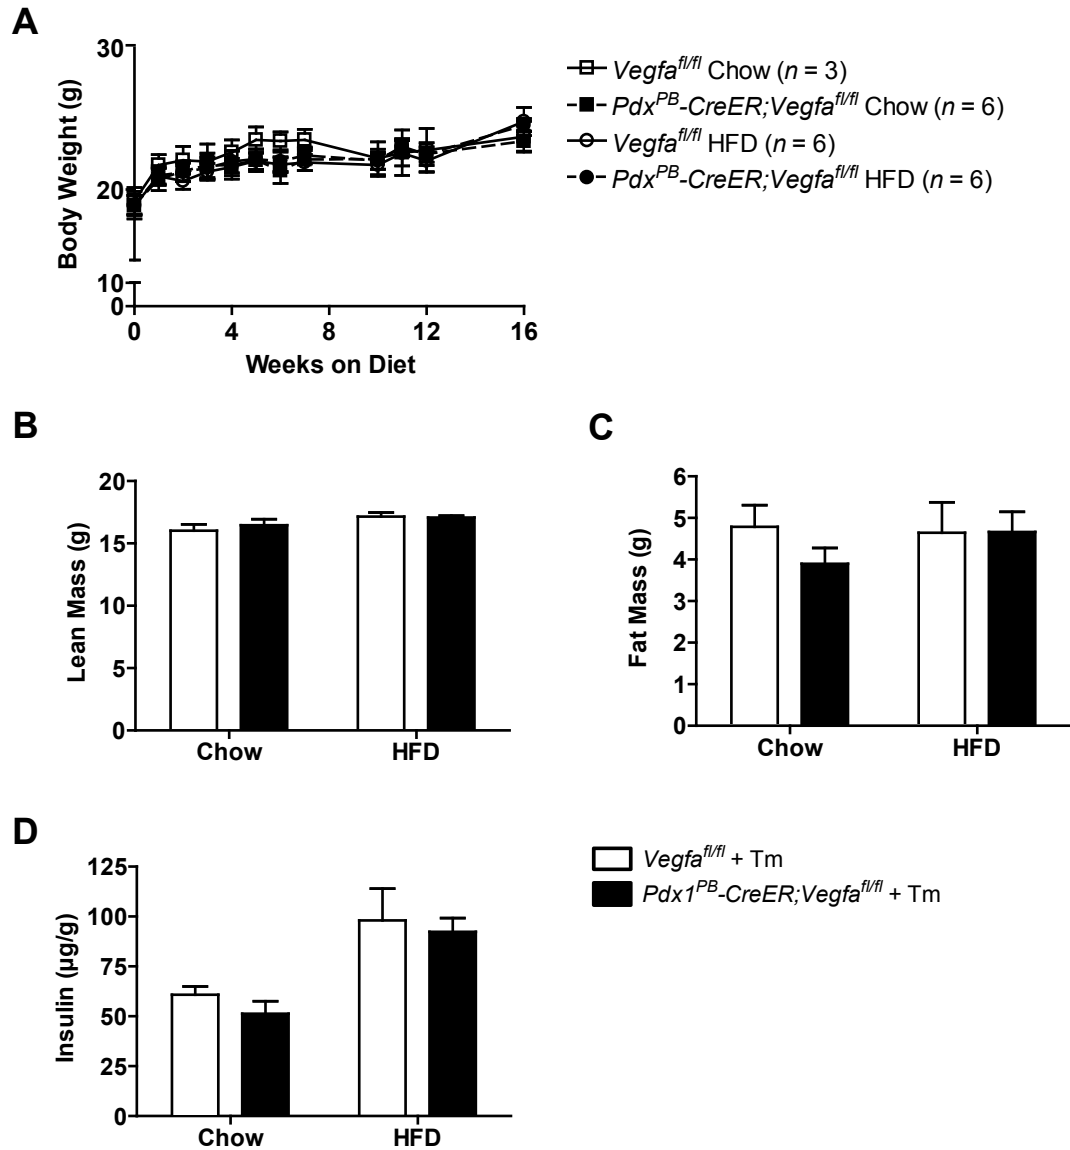 A
30
20
10
0
Body Weight (g)
0 4 8 12 16
Weeks on Diet
Vegfa^fl/fl Chow (n = 3)
Pdx^PB-CreER;Vegfa^fl/fl Chow (n = 6)
Vegfa^fl/fl HFD (n = 6)
Pdx^PB-CreER;Vegfa^fl/fl HFD (n = 6)
B
20
15
10
5
0
Lean Mass (g)
Chow HFD
C
6
5
4
3
2
1
0
Fat Mass (g)
Chow HFD
D
125
100
75
50
25
0
Insulin (µg/g)
Chow HFD
Vegfa^fl/fl + Tm
Pdx1^PB-CreER;Vegfa^fl/fl + Tm